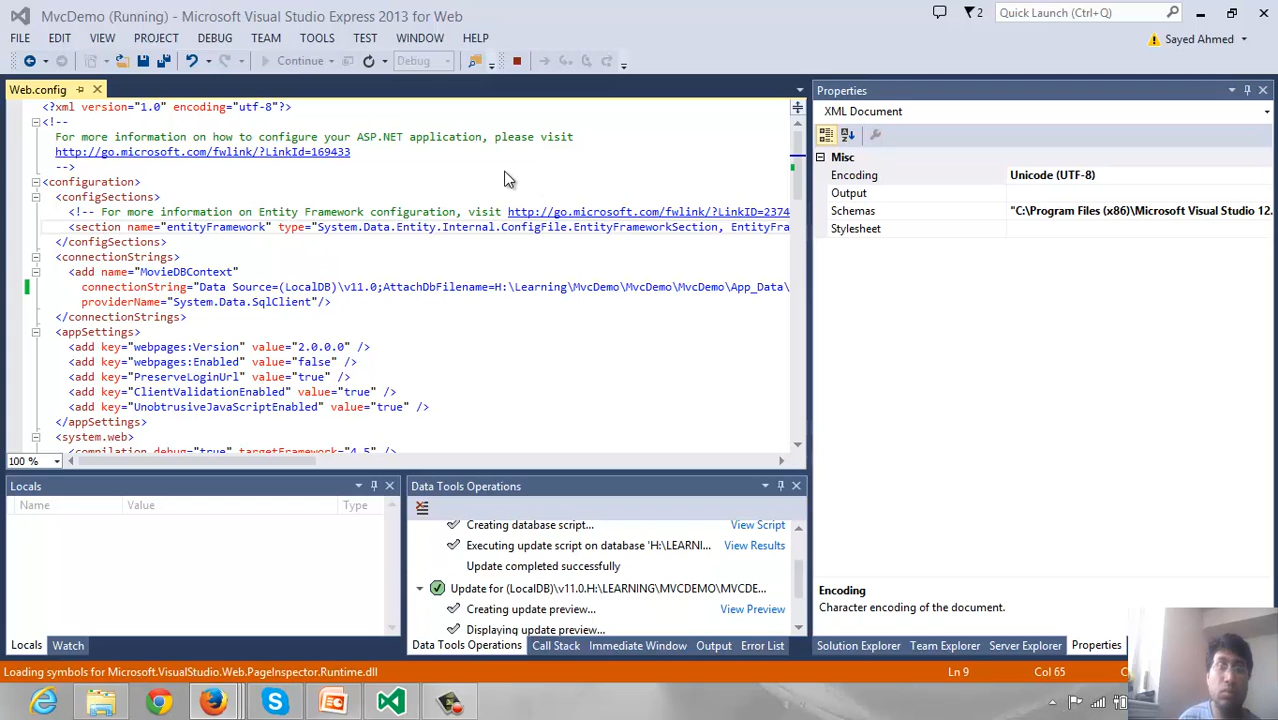 MvcDemo (Running) - Microsoft Visual Studio Express 2013 for Web
2
Quick Launch (Ctrl+Q)
FILE EDIT VIEW PROJECT DEBUG TEAM TOOLS TEST WINDOW HELP
Sayed Ahmed
Continue
Debug
Web.config
<?xml version="1.0" encoding="utf-8"?>
<!--
For more information on how to configure your ASP.NET application, please visit
http://go.microsoft.com/fwlink/?LinkId=169433
-->
<configuration>
<configSections>
<!-- For more information on Entity Framework configuration, visit http://go.microsoft.com/fwlink/?LinkID=2374
<section name="entityFramework" type="System.Data.Entity.Internal.ConfigFile.EntityFrameworkSection, EntityFra
</configSections>
<connectionStrings>
<add name="MovieDBContext"
connectionString="Data Source=(LocalDB)\v11.0;AttachDbFilename=H:\Learning\MvcDemo\MvcDemo\MvcDemo\App_Data\
providerName="System.Data.SqlClient"/>
</connectionStrings>
<appSettings>
<add key="webpages:Version" value="2.0.0.0" />
<add key="webpages:Enabled" value="false" />
<add key="PreserveLoginUrl" value="true" />
<add key="ClientValidationEnabled" value="true" />
<add key="UnobtrusiveJavaScriptEnabled" value="true" />
</appSettings>
<system.web>
<compilation debug="true" targetFramework="4.5" />
100 %
Properties
XML Document
Misc
Encoding Unicode (UTF-8)
Output
Schemas "C:\Program Files (x86)\Microsoft Visual Studio 12.
Stylesheet
Encoding
Character encoding of the document.
Locals
Name Value Type
Locals Watch
Data Tools Operations
Creating database script... View Script
Executing update script on database 'H:\LEARNI... View Results
Update completed successfully
Update for (LocalDB)\v11.0.H:\LEARNING\MVCDEMO\MVCDE...
Creating update preview... View Preview
Displaying update preview...
Data Tools Operations Call Stack Immediate Window Output Error List
Solution Explorer Team Explorer Server Explorer Properties
Loading symbols for Microsoft.VisualStudio.Web.PageInspector.Runtime.dll
Ln 9
Col 65
C